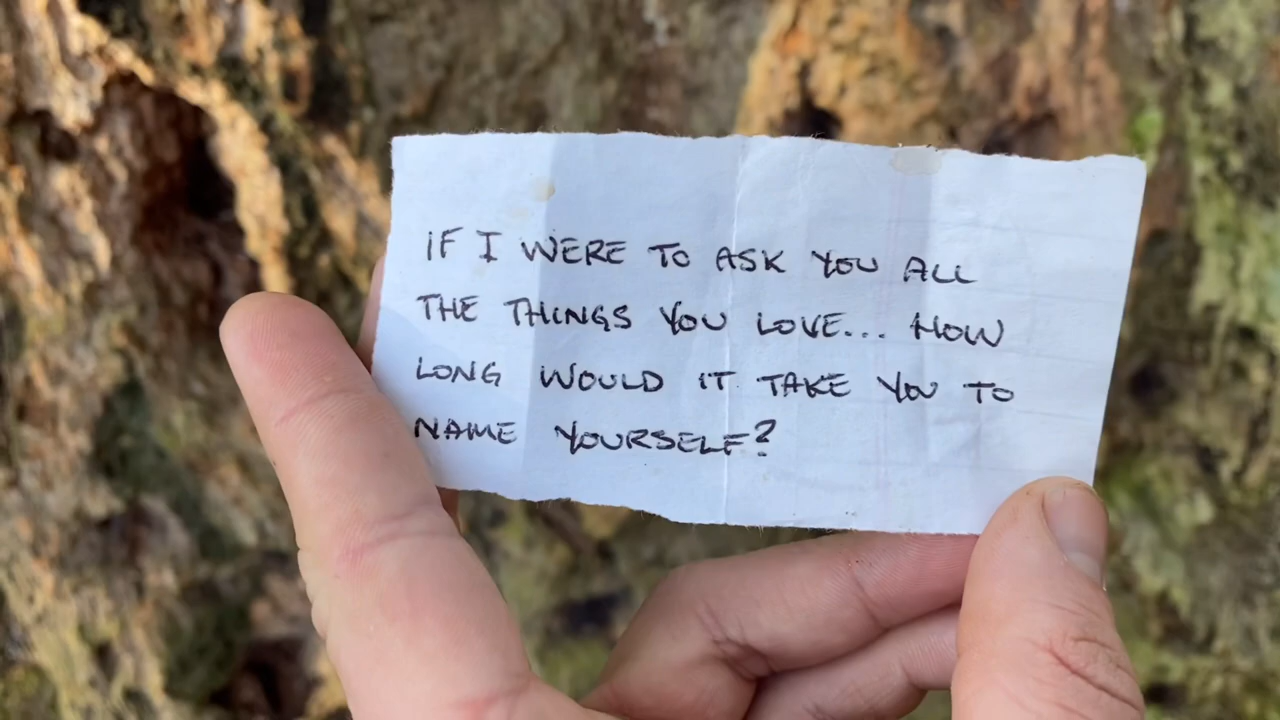 IF I WERE TO ASK YOU ALL
THE THINGS YOU LOVE... HOW
LONG WOULD IT TAKE YOU TO
NAME YOURSELF?